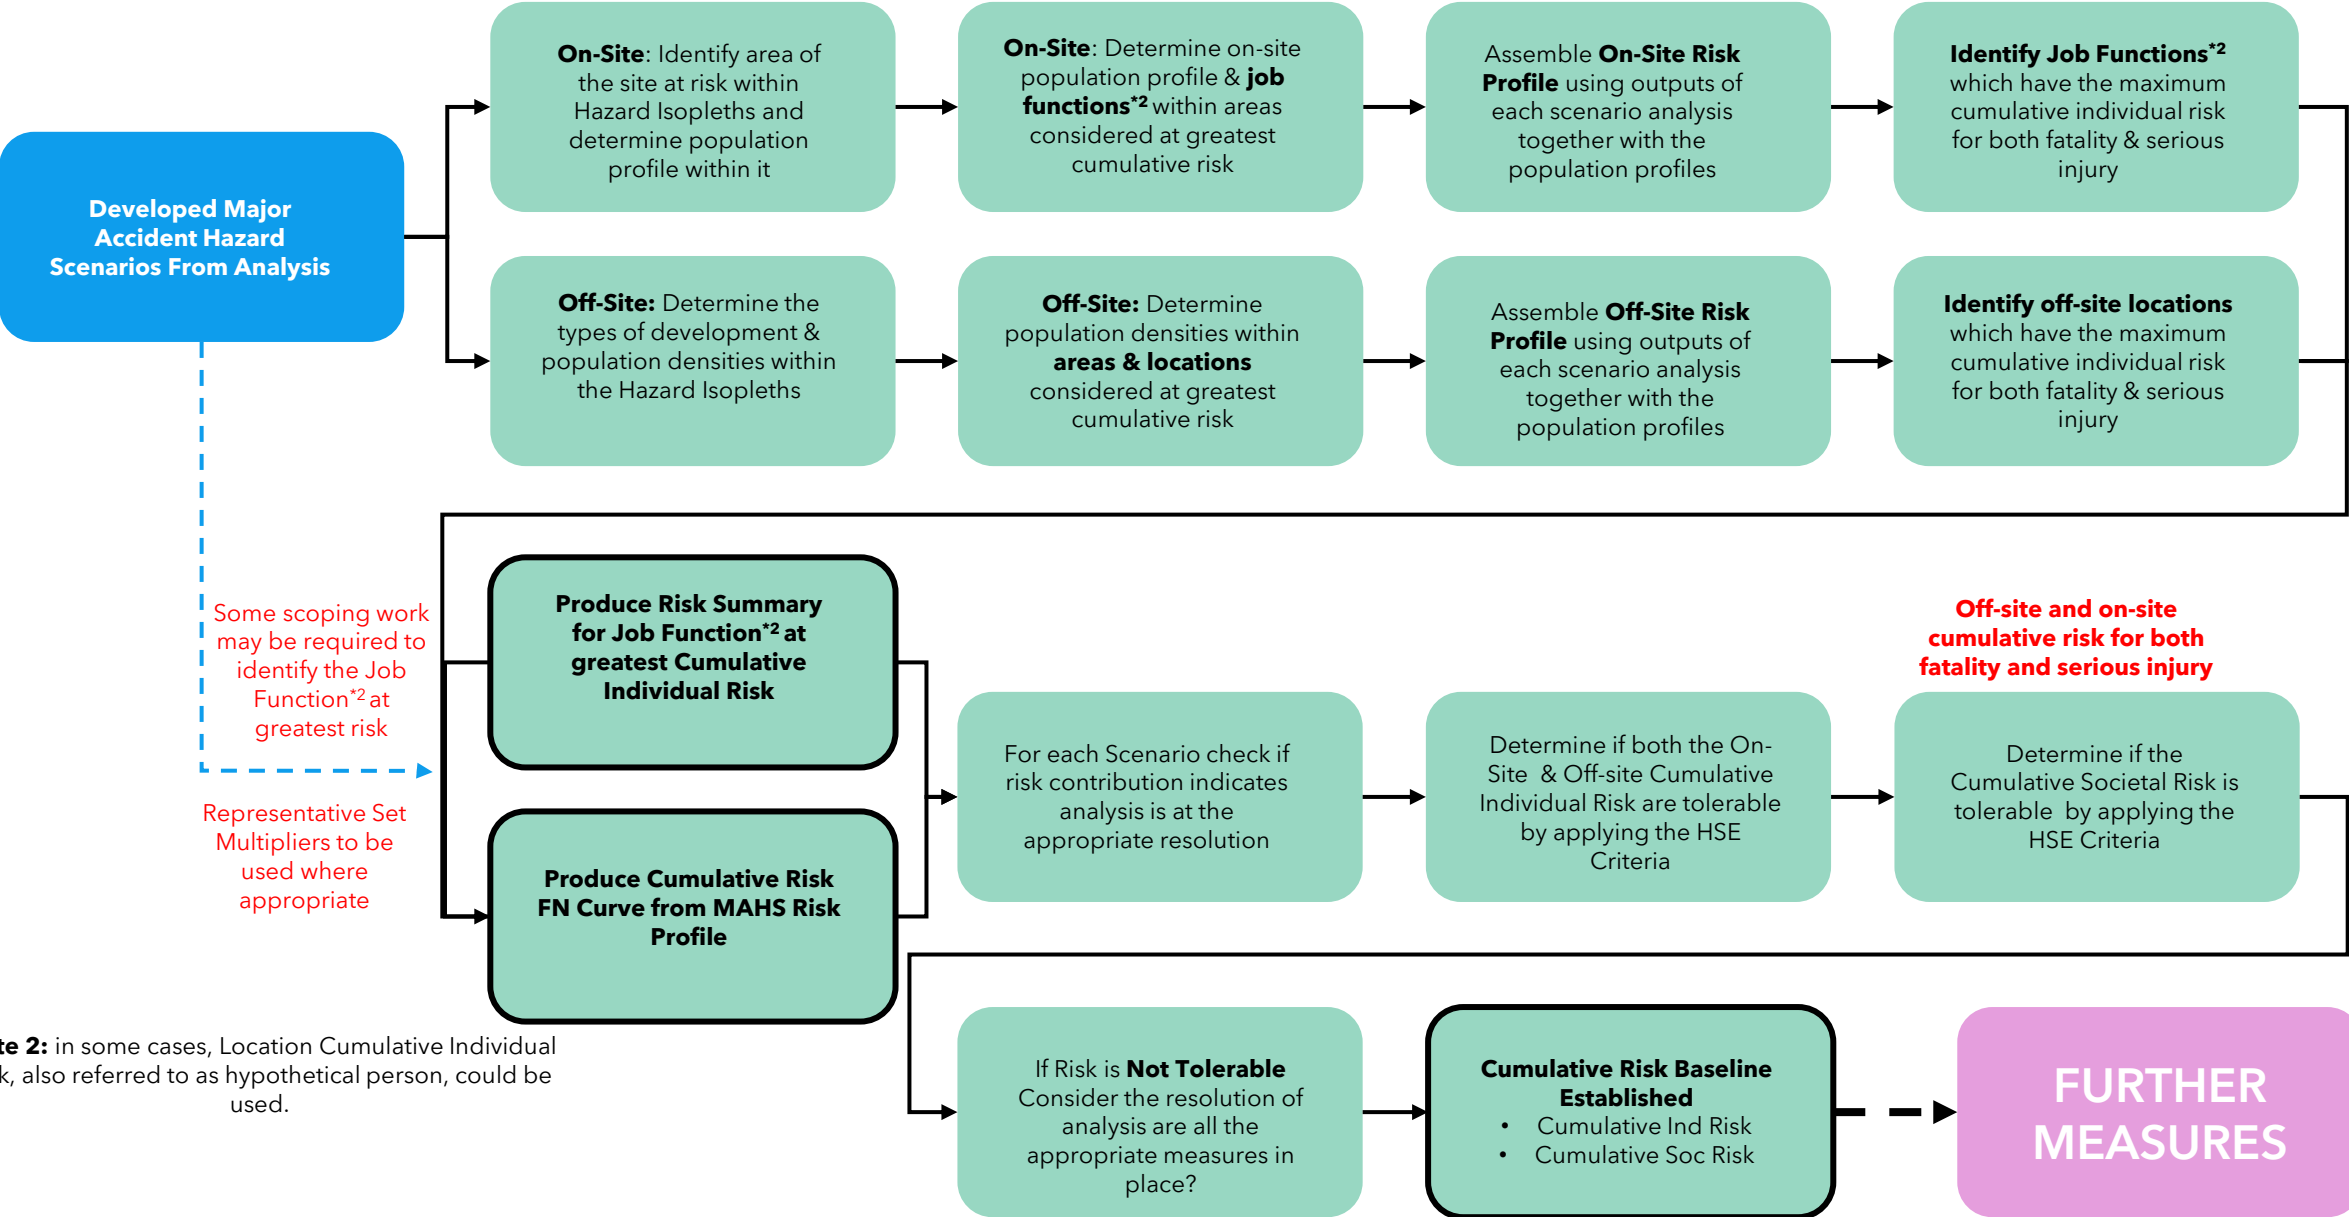 On-Site: Identify area of
the site at risk within
Hazard Isopleths and
determine population
profile within it
On-Site: Determine on-site
population profile & job
functions*2 within areas
considered at greatest
cumulative risk
Assemble On-Site Risk
Profile using outputs of
each scenario analysis
together with the
population profiles
Identify Job Functions*2
which have the maximum
cumulative individual risk
for both fatality & serious
injury
Developed Major
Accident Hazard
Scenarios From Analysis
Off-Site: Determine the
types of development &
population densities within
the Hazard Isopleths
Off-Site: Determine
population densities within
areas & locations
considered at greatest
cumulative risk
Assemble Off-Site Risk
Profile using outputs of
each scenario analysis
together with the
population profiles
Identify off-site locations
which have the maximum
cumulative individual risk
for both fatality & serious
injury
Some scoping work
may be required to
identify the Job
Function*2 at
greatest risk
Representative Set
Multipliers to be
used where
appropriate
Produce Risk Summary
for Job Function*2 at
greatest Cumulative
Individual Risk
Produce Cumulative Risk
FN Curve from MAHS Risk
Profile
For each Scenario check if
risk contribution indicates
analysis is at the
appropriate resolution
Determine if both the On-
Site & Off-site Cumulative
Individual Risk are tolerable
by applying the HSE
Criteria
Off-site and on-site
cumulative risk for both
fatality and serious injury
Determine if the
Cumulative Societal Risk is
tolerable by applying the
HSE Criteria
2: in some cases, Location Cumulative Individual
also referred to as hypothetical person, could be
used.
If Risk is Not Tolerable
Consider the resolution of
analysis are all the
appropriate measures in
place?
Cumulative Risk Baseline
Established
• Cumulative Ind Risk
• Cumulative Soc Risk
FURTHER
MEASURES